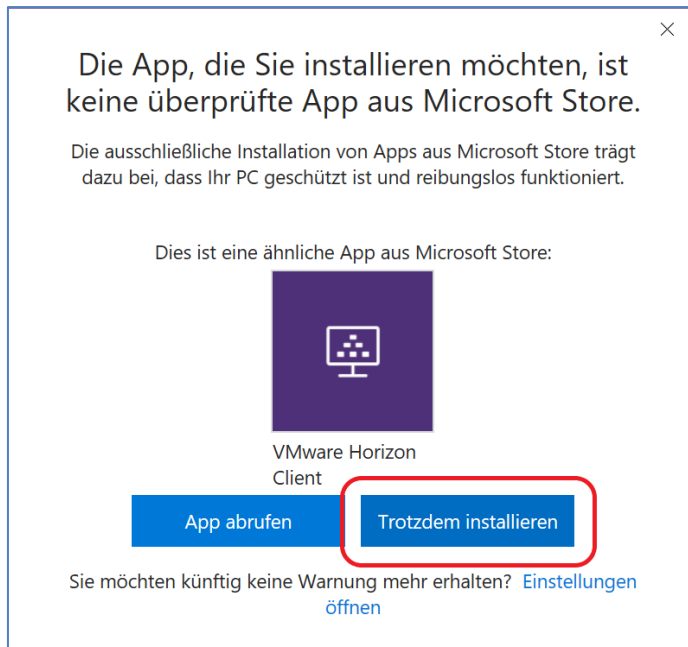 Die App, die Sie installieren möchten, ist
keine überprüfte App aus Microsoft Store.
Die ausschließliche Installation von Apps aus Microsoft Store trägt
dazu bei, dass Ihr PC geschützt ist und reibungslos funktioniert.
Dies ist eine ähnliche App aus Microsoft Store:
VMware Horizon
Client
App abrufen
Trotzdem installieren
Sie möchten künftig keine Warnung mehr erhalten? Einstellungen
öffnen